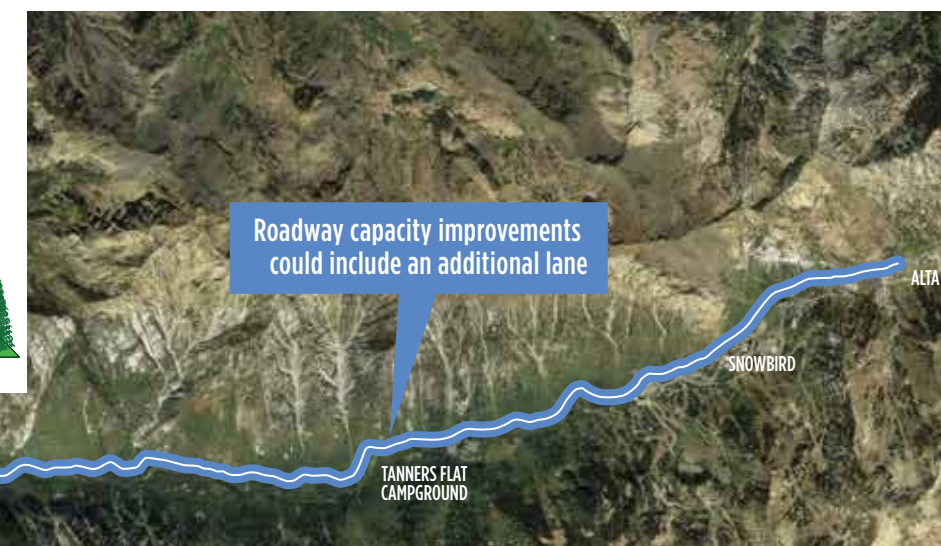 Roadway capacity improvements
could include an additional lane
ALTA
SNOWBIRD
TANNERS FLAT
CAMPGROUND